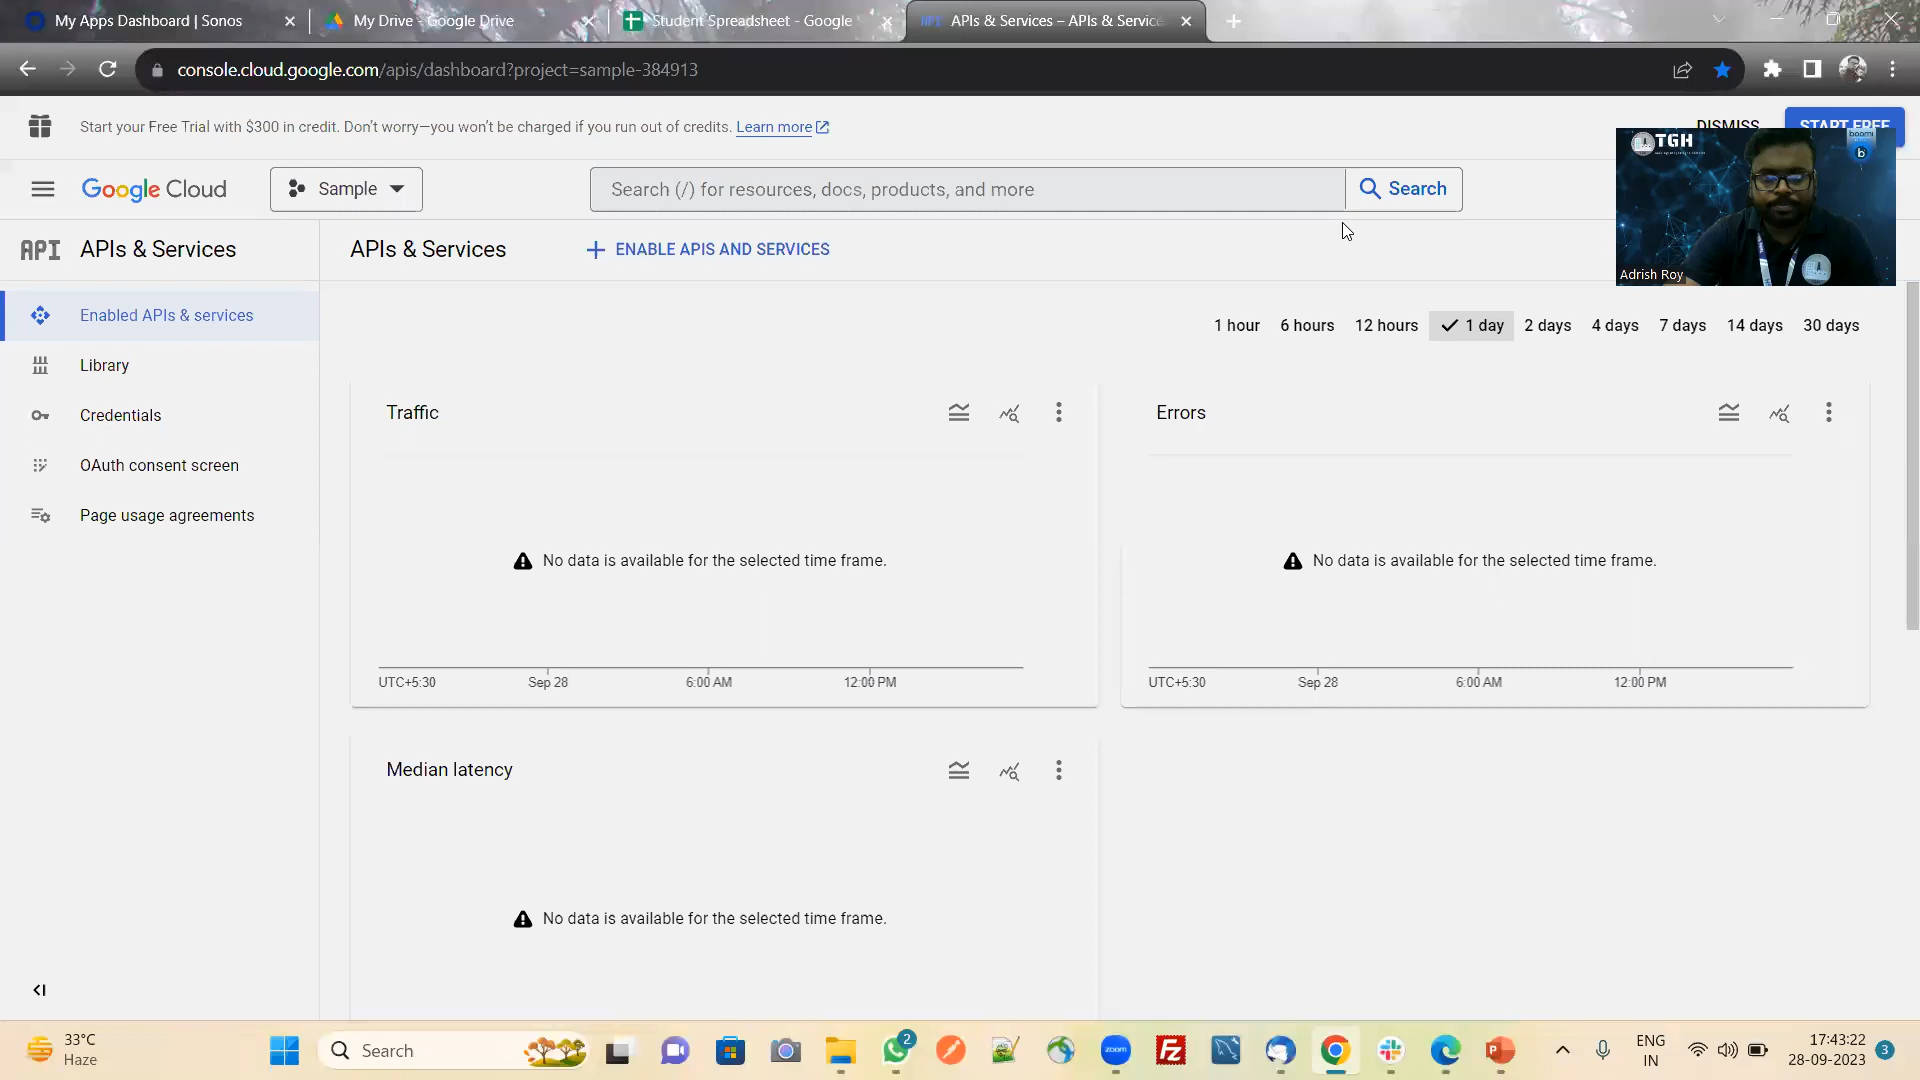 My Apps Dashboard | Sonos
My Drive - Google Drive
Student Spreadsheet - Google
APIs & Services – APIs & Service
console.cloud.google.com/apis/dashboard?project=sample-384913
Start your Free Trial with $300 in credit. Don't worry—you won't be charged if you run out of credits. Learn more
DISMISS
START FREE
Google Cloud
Sample
Search (/) for resources, docs, products, and more
Search
TGH
boomi
b
Adrish Roy
API
APIs & Services
APIs & Services
ENABLE APIS AND SERVICES
Enabled APIs & services
Library
Credentials
OAuth consent screen
Page usage agreements
1 hour 6 hours 12 hours 1 day 2 days 4 days 7 days 14 days 30 days
Traffic
No data is available for the selected time frame.
UTC+5:30 Sep 28 6:00 AM 12:00 PM
Errors
No data is available for the selected time frame.
UTC+5:30 Sep 28 6:00 AM 12:00 PM
Median latency
No data is available for the selected time frame.
33°C
Haze
Search
2
zoom
Fz
P
ENG
IN
17:43:22
28-09-2023
3